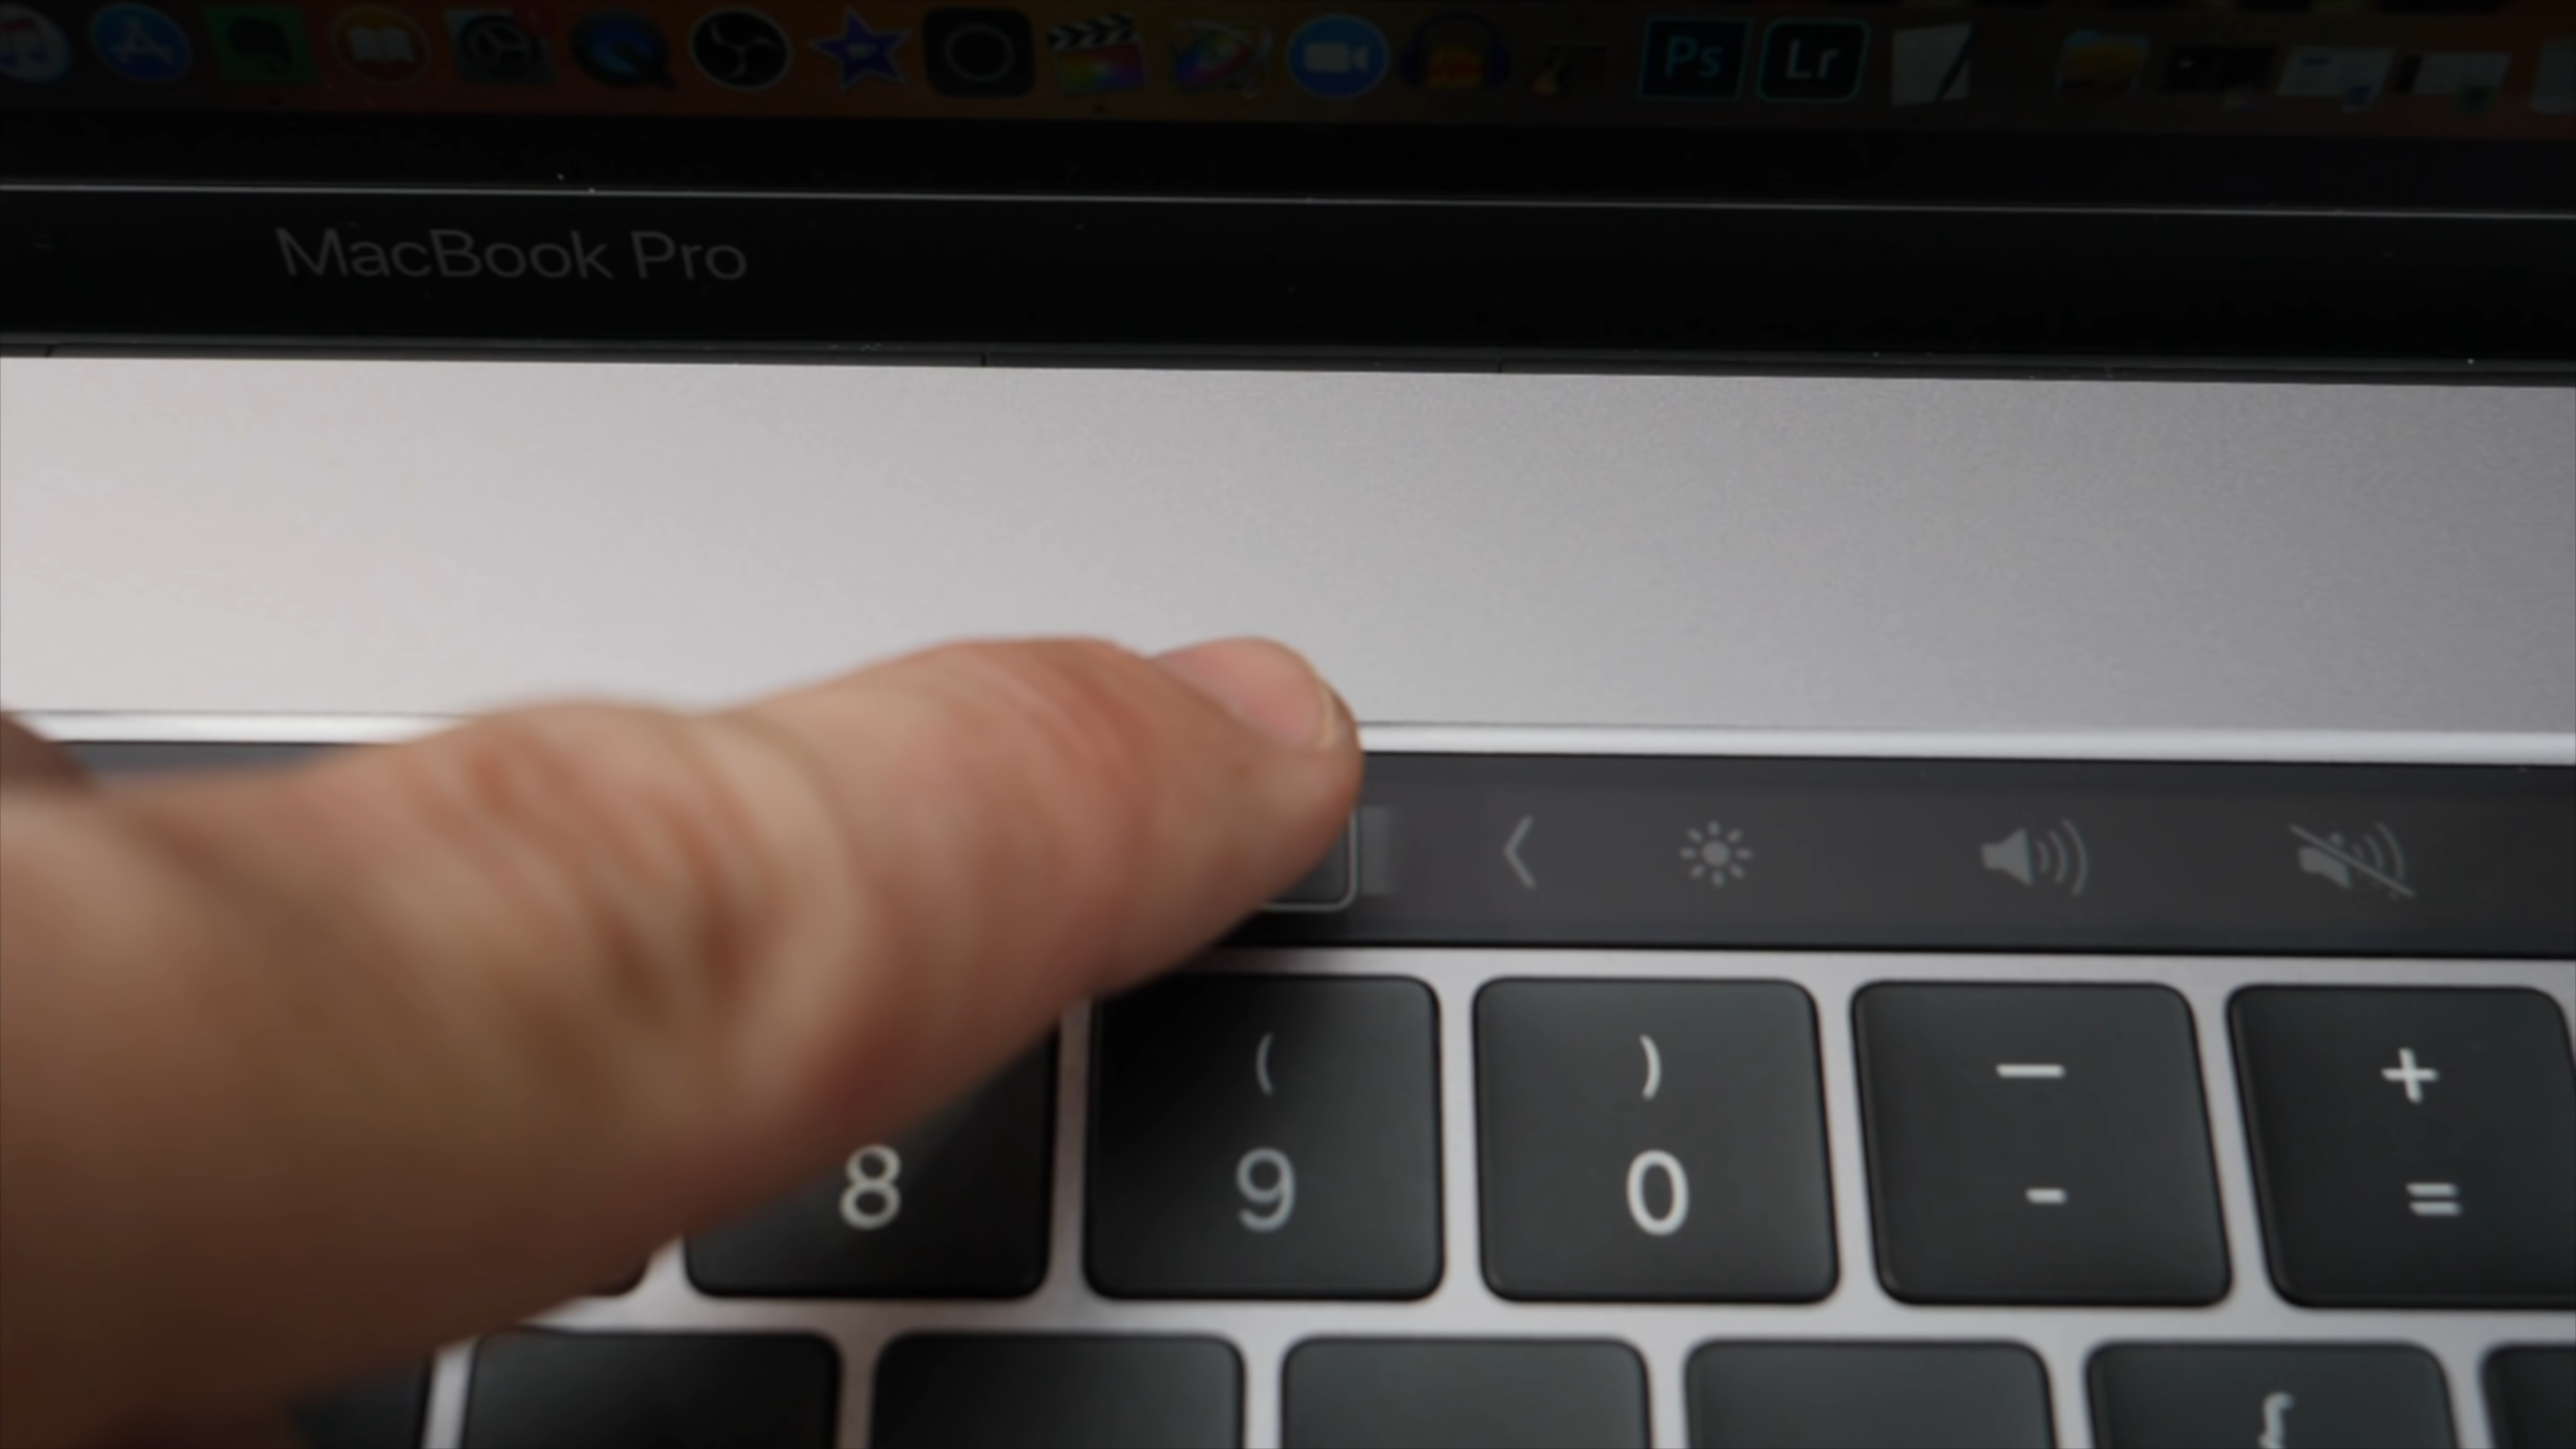 Ps Lr
MacBook Pro
( ) — +
8 9 0 - =
{